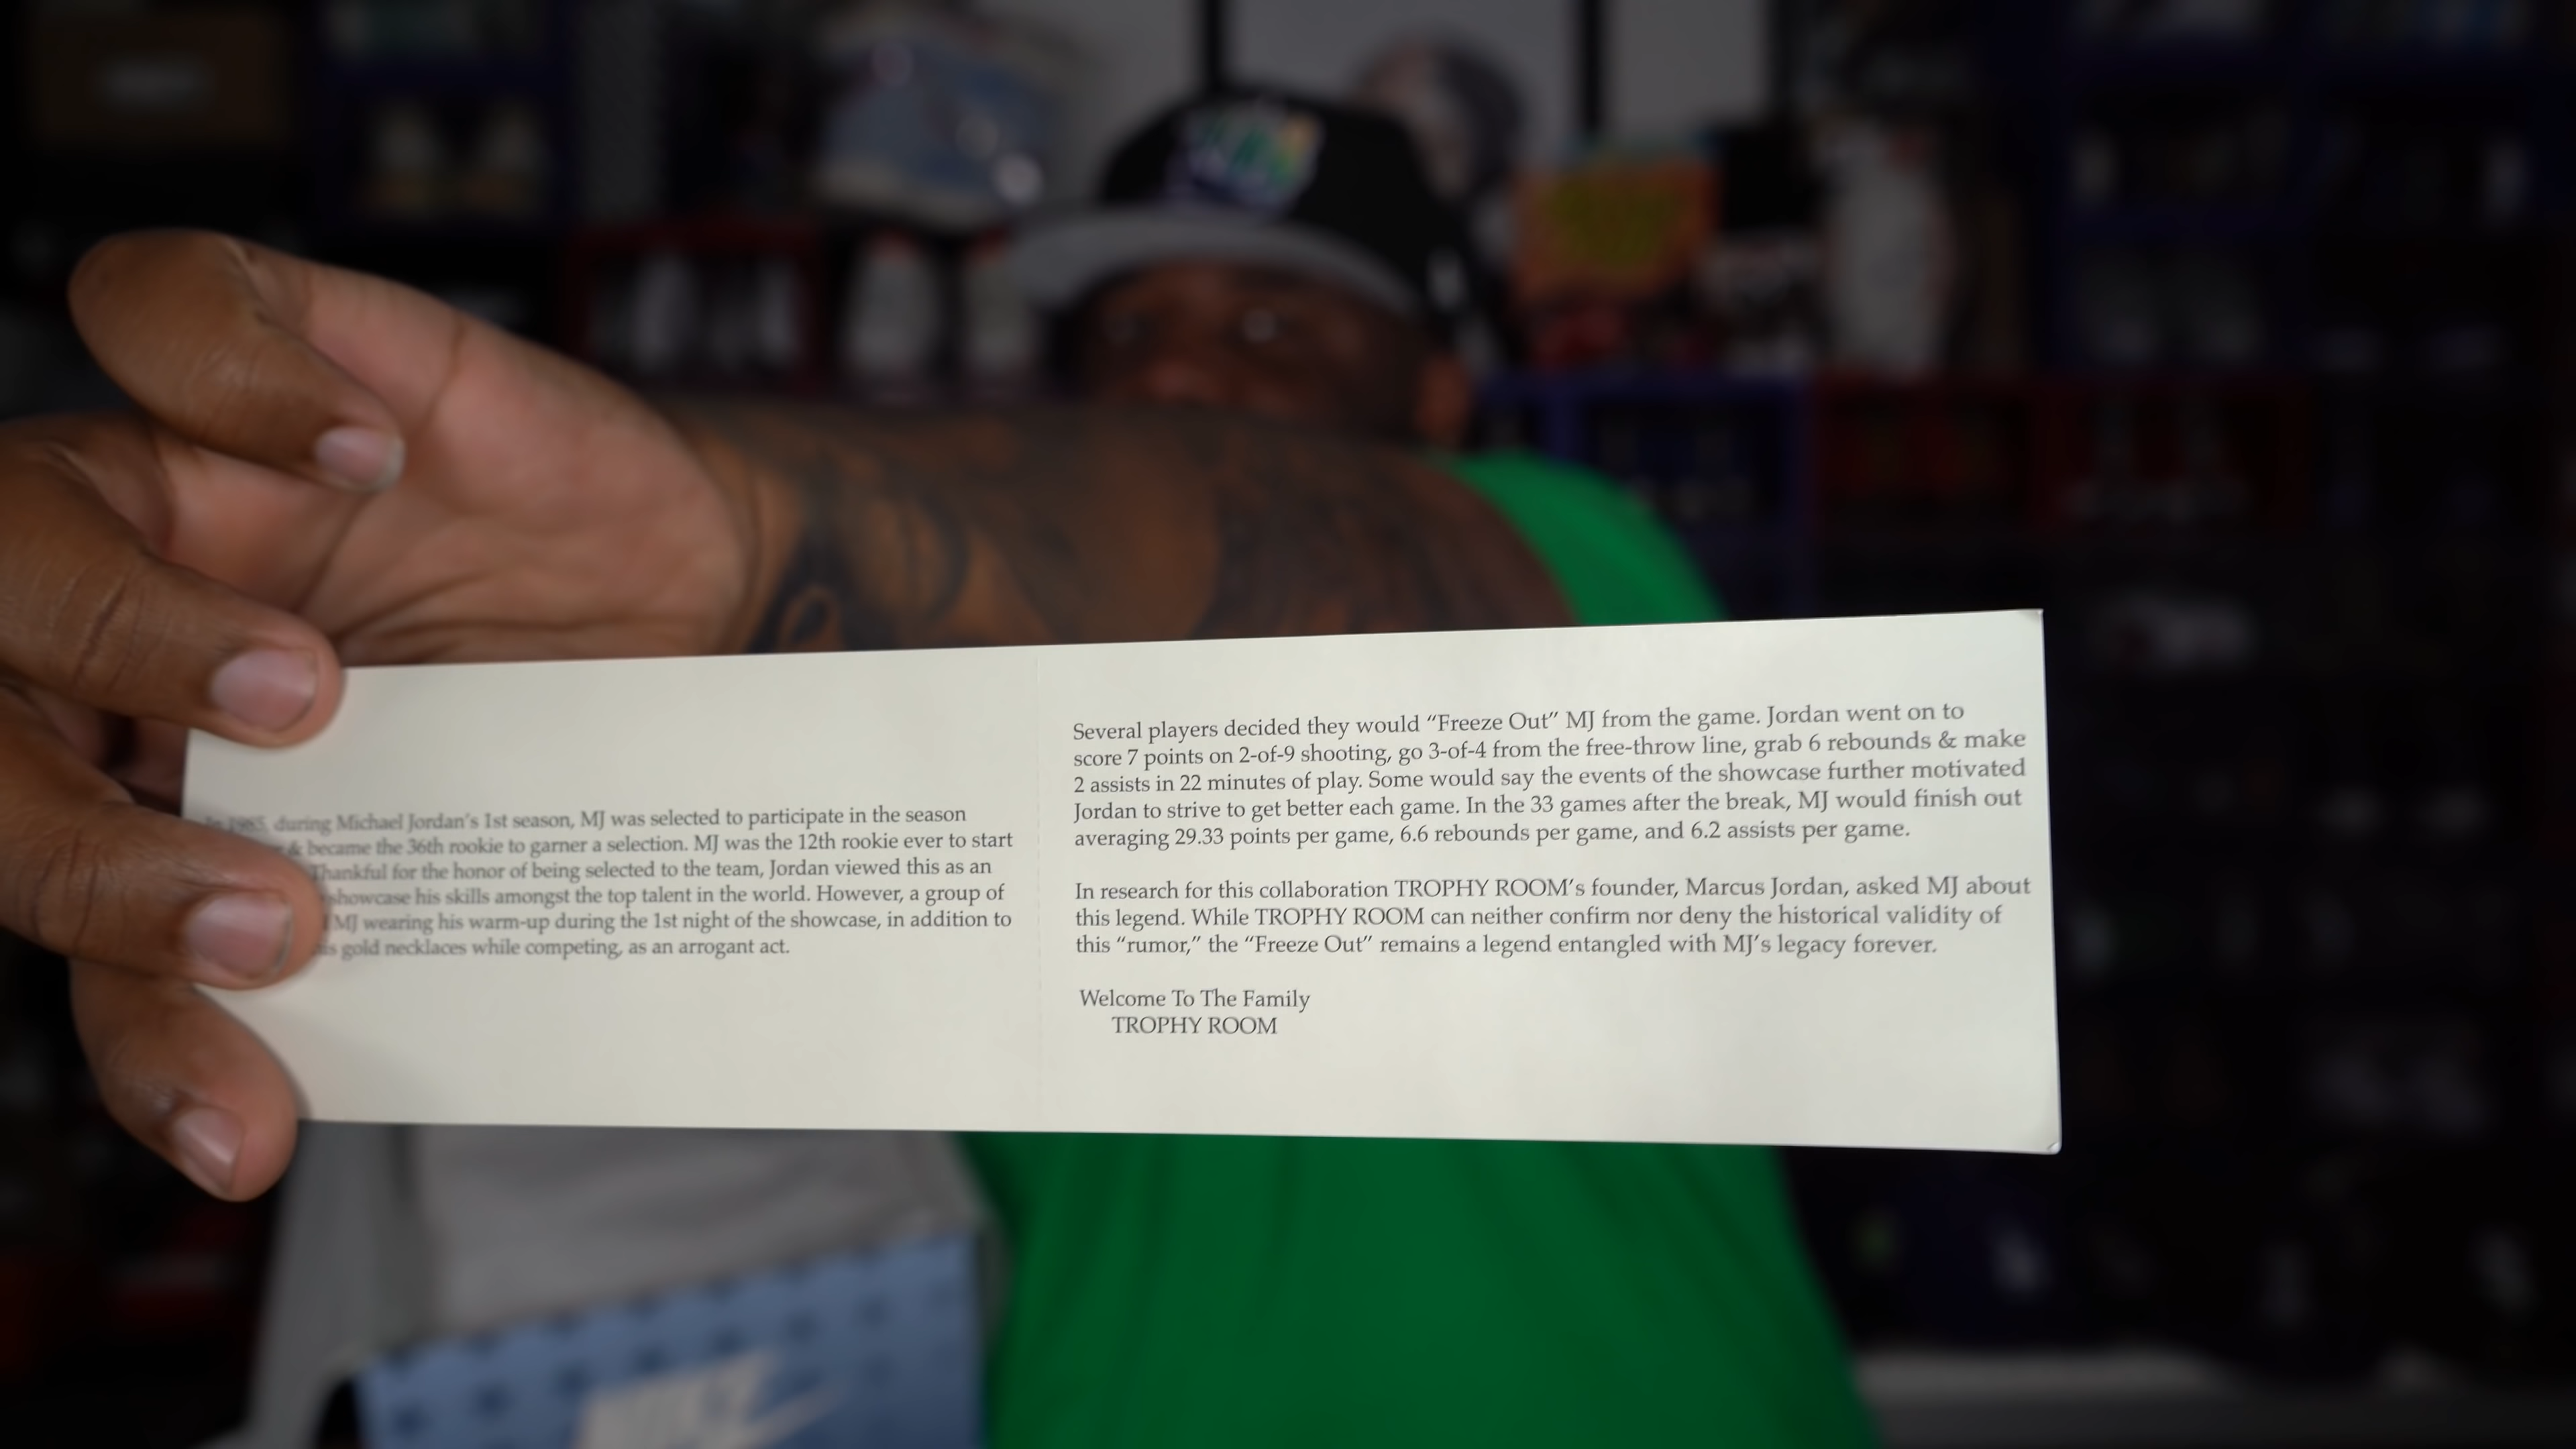 In 1985, during Michael Jordan's 1st season, MJ was selected to participate in the season
& became the 36th rookie to garner a selection. MJ was the 12th rookie ever to start
Thankful for the honor of being selected to the team, Jordan viewed this as an
showcase his skills amongst the top talent in the world. However, a group of
MJ wearing his warm-up during the 1st night of the showcase, in addition to
gold necklaces while competing, as an arrogant act.
Several players decided they would “Freeze Out” MJ from the game. Jordan went on to
score 7 points on 2-of-9 shooting, go 3-of-4 from the free-throw line, grab 6 rebounds & make
2 assists in 22 minutes of play. Some would say the events of the showcase further motivated
Jordan to strive to get better each game. In the 33 games after the break, MJ would finish out
averaging 29.33 points per game, 6.6 rebounds per game, and 6.2 assists per game.
In research for this collaboration TROPHY ROOM's founder, Marcus Jordan, asked MJ about
this legend. While TROPHY ROOM can neither confirm nor deny the historical validity of
this “rumor,” the “Freeze Out” remains a legend entangled with MJ's legacy forever.
Welcome To The Family
TROPHY ROOM